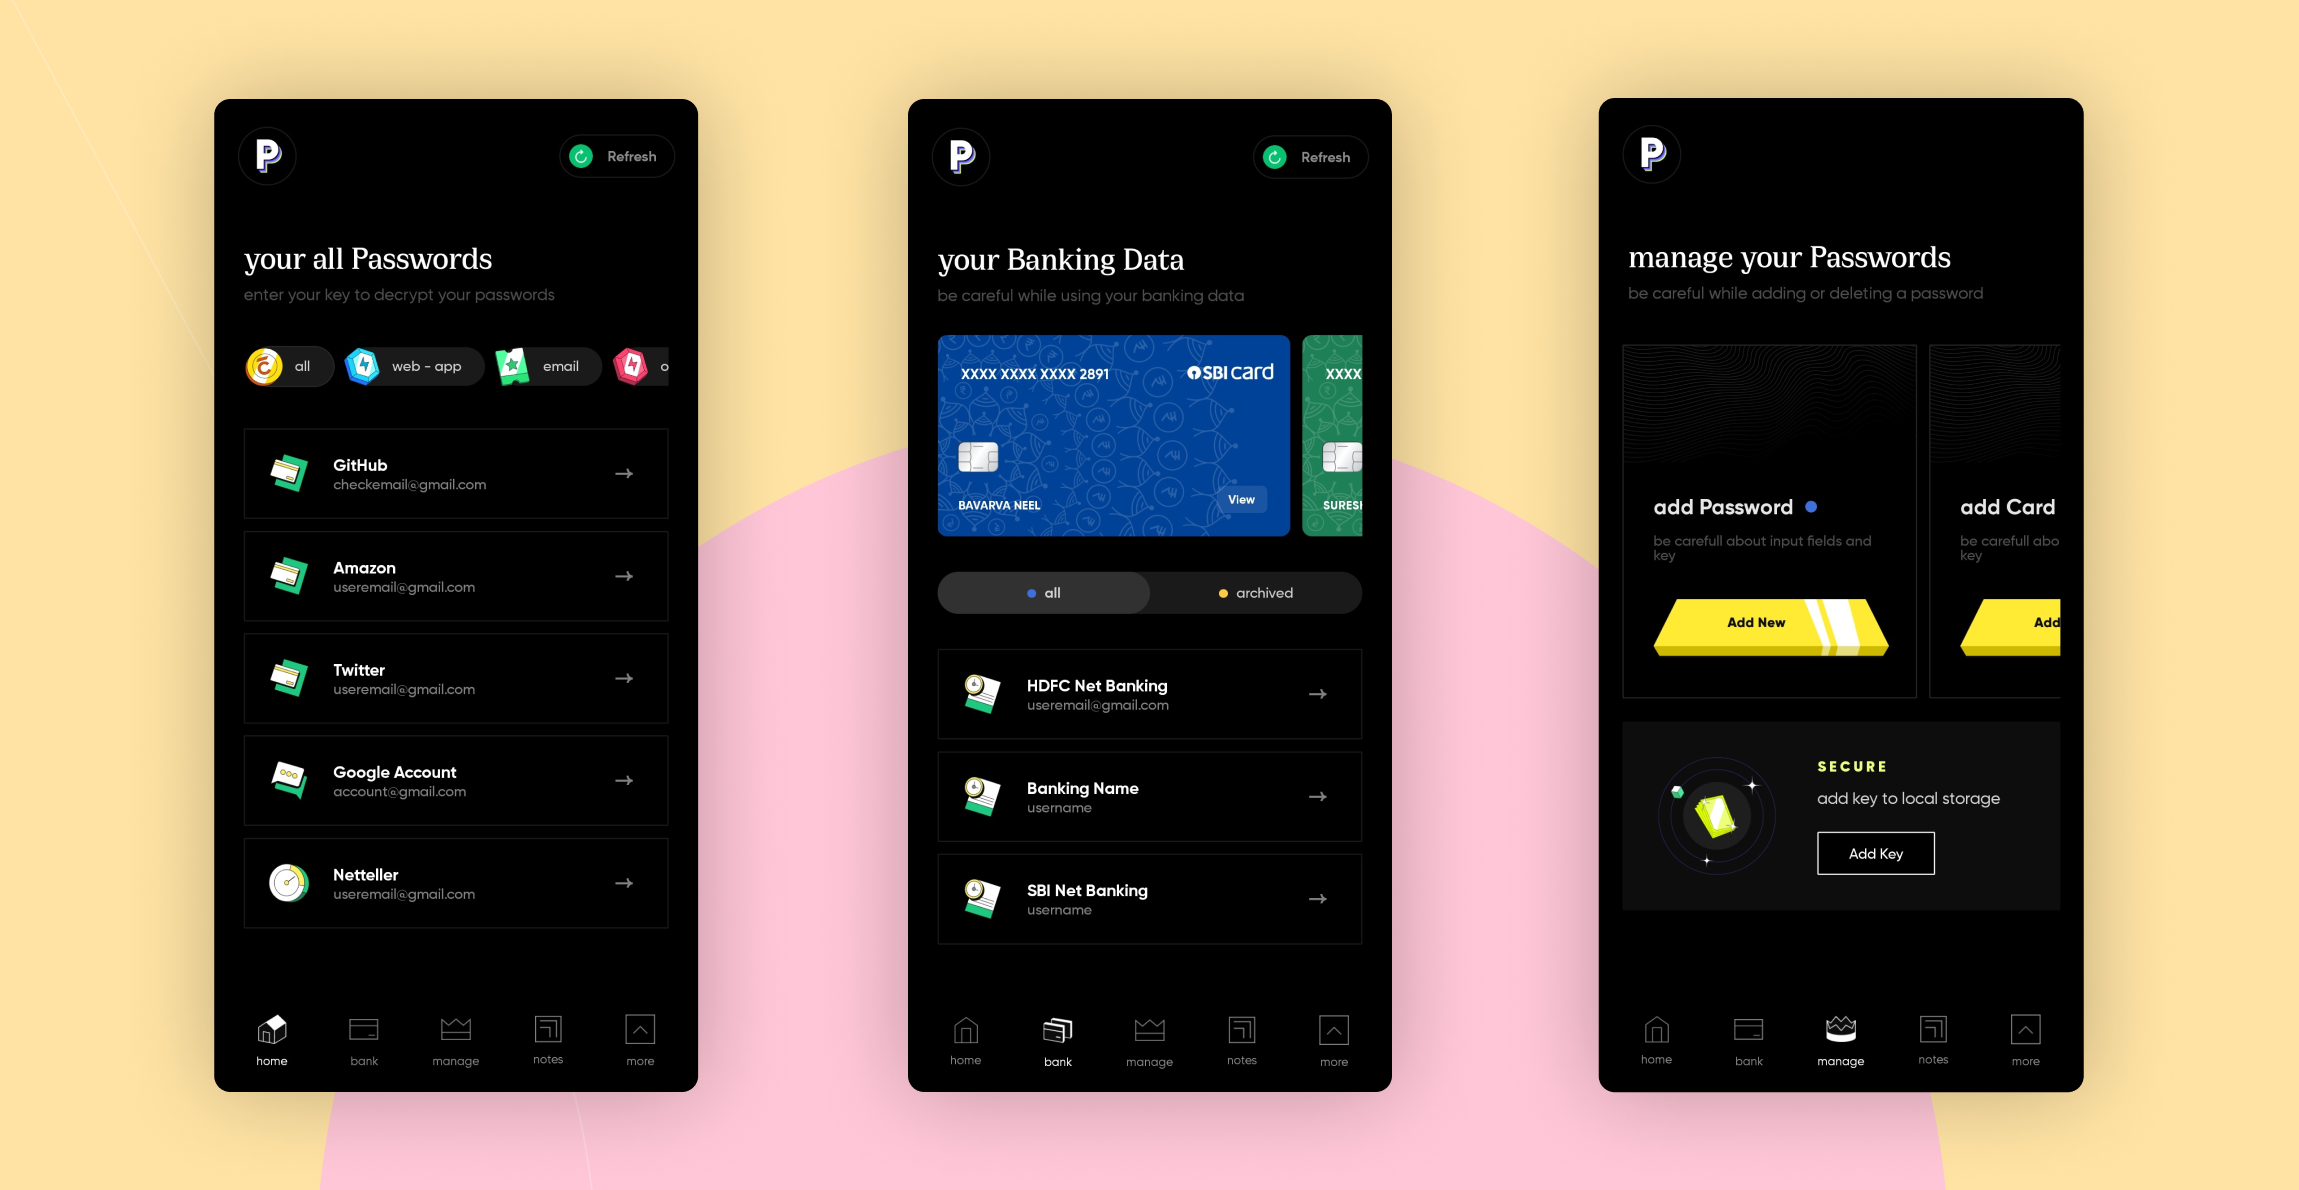 P
Refresh
your all Passwords
enter your key to decrypt your passwords
all
web - app
email
o
GitHub
checkemail@gmail.com
Amazon
useremail@gmail.com
Twitter
useremail@gmail.com
Google Account
account@gmail.com
Netteller
useremail@gmail.com
home
bank
manage
notes
more
P
Refresh
your Banking Data
be careful while using your banking data
XXXX XXXX XXXX 2891
SBI card
BAVARVA NEEL
View
XXXX
SURESH
all
archived
HDFC Net Banking
useremail@gmail.com
Banking Name
username
SBI Net Banking
username
home
bank
manage
notes
more
P
manage your Passwords
be careful while adding or deleting a password
add Password
be carefull about input fields and
key
Add New
add Card
be carefull abo
key
Add
SECURE
add key to local storage
Add Key
home
bank
manage
notes
more